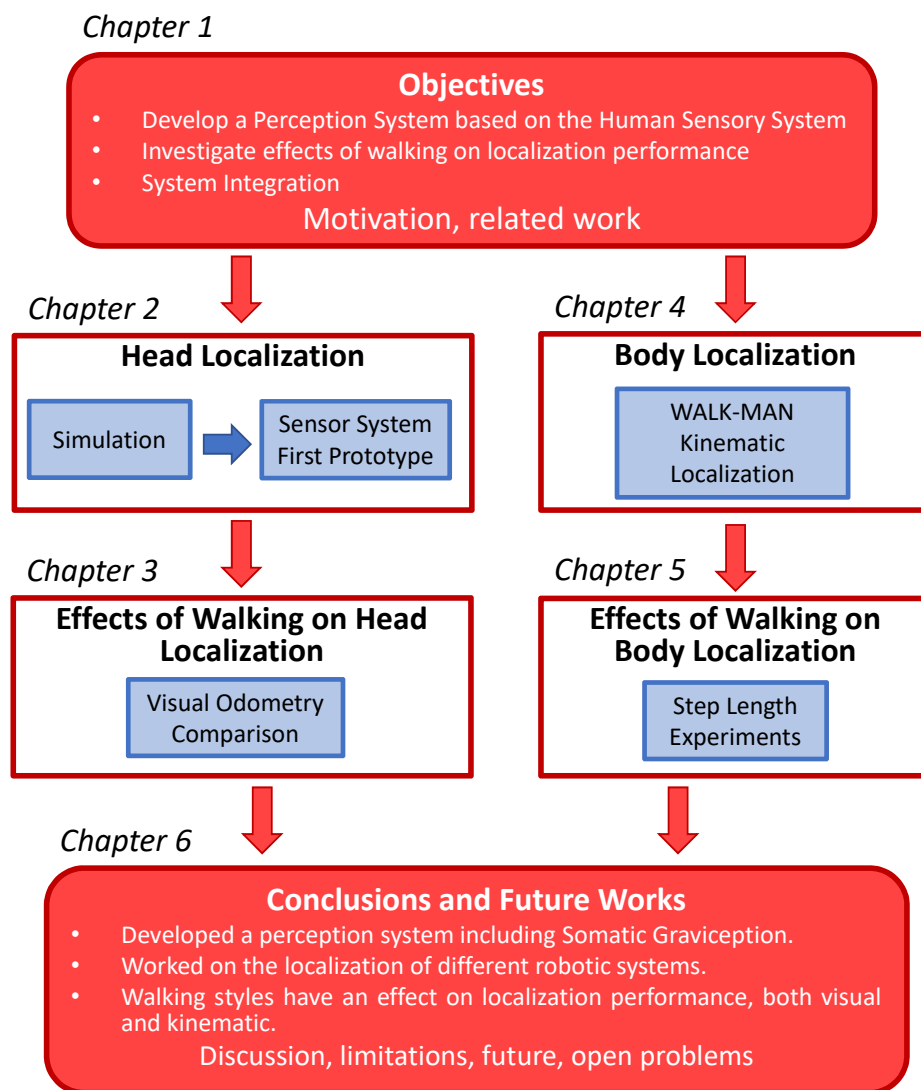 Chapter 1
Objectives
• Develop a Perception System based on the Human Sensory System
• Investigate effects of walking on localization performance
• System Integration
Motivation, related work
Chapter 2
Head Localization
Simulation
Sensor System
First Prototype
Chapter 4
Body Localization
WALK-MAN
Kinematic
Localization
Chapter 3
Effects of Walking on Head
Localization
Visual Odometry
Comparison
Chapter 5
Effects of Walking on
Body Localization
Step Length
Experiments
Chapter 6
Conclusions and Future Works
• Developed a perception system including Somatic Graviception.
• Worked on the localization of different robotic systems.
• Walking styles have an effect on localization performance, both visual
and kinematic.
Discussion, limitations, future, open problems